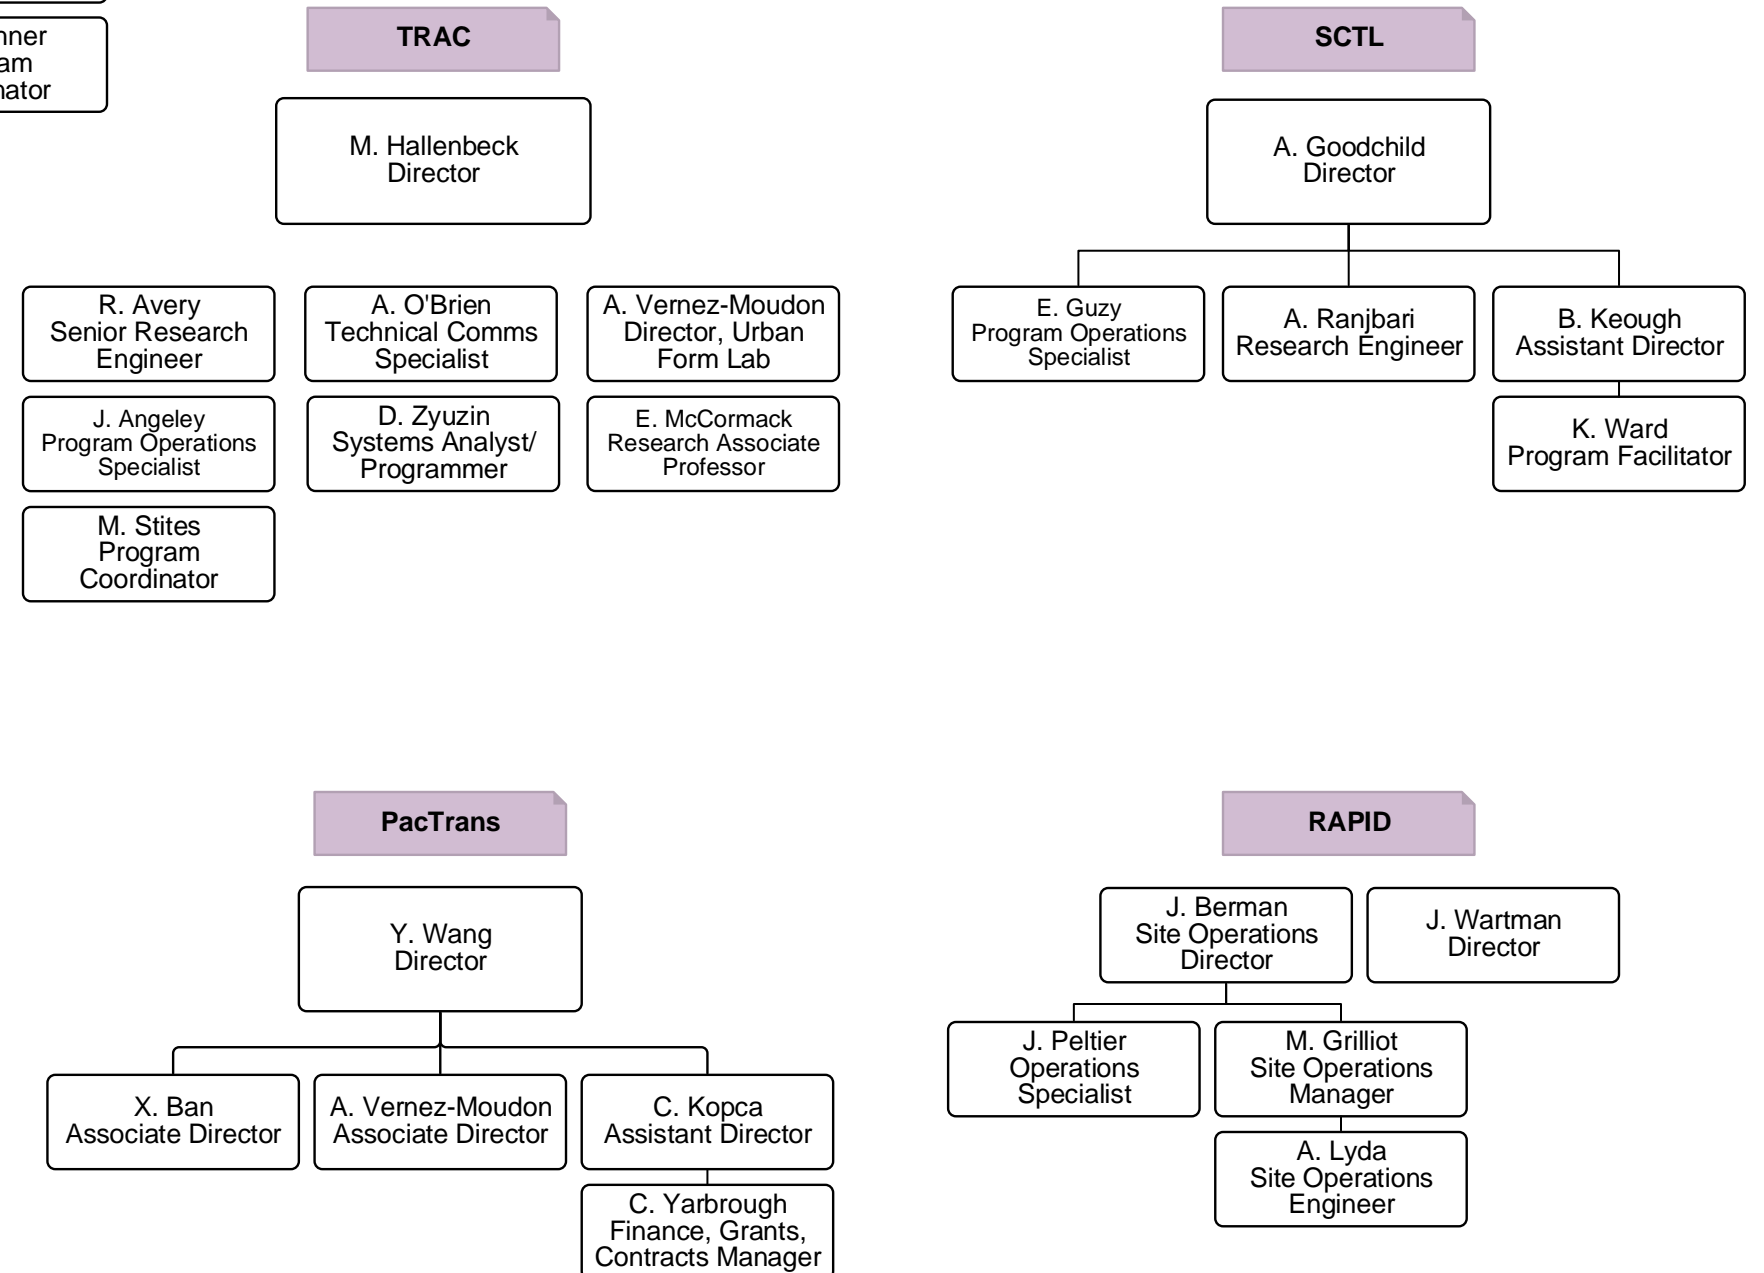 TRAC
M. Hallenbeck
Director
R. Avery
Senior Research
Engineer
A. O'Brien
Technical Comms
Specialist
A. Vernez-Moudon
Director, Urban
Form Lab
J. Angeley
Program Operations
Specialist
D. Zyuzin
Systems Analyst/
Programmer
E. McCormack
Research Associate
Professor
M. Stites
Program
Coordinator
SCTL
A. Goodchild
Director
E. Guzy
Program Operations
Specialist
A. Ranjbari
Research Engineer
B. Keough
Assistant Director
K. Ward
Program Facilitator
PacTrans
Y. Wang
Director
X. Ban
Associate Director
A. Vernez-Moudon
Associate Director
C. Kopca
Assistant Director
C. Yarbrough
Finance, Grants,
Contracts Manager
RAPID
J. Berman
Site Operations
Director
J. Wartman
Director
J. Peltier
Operations
Specialist
M. Grilliot
Site Operations
Manager
A. Lyda
Site Operations
Engineer